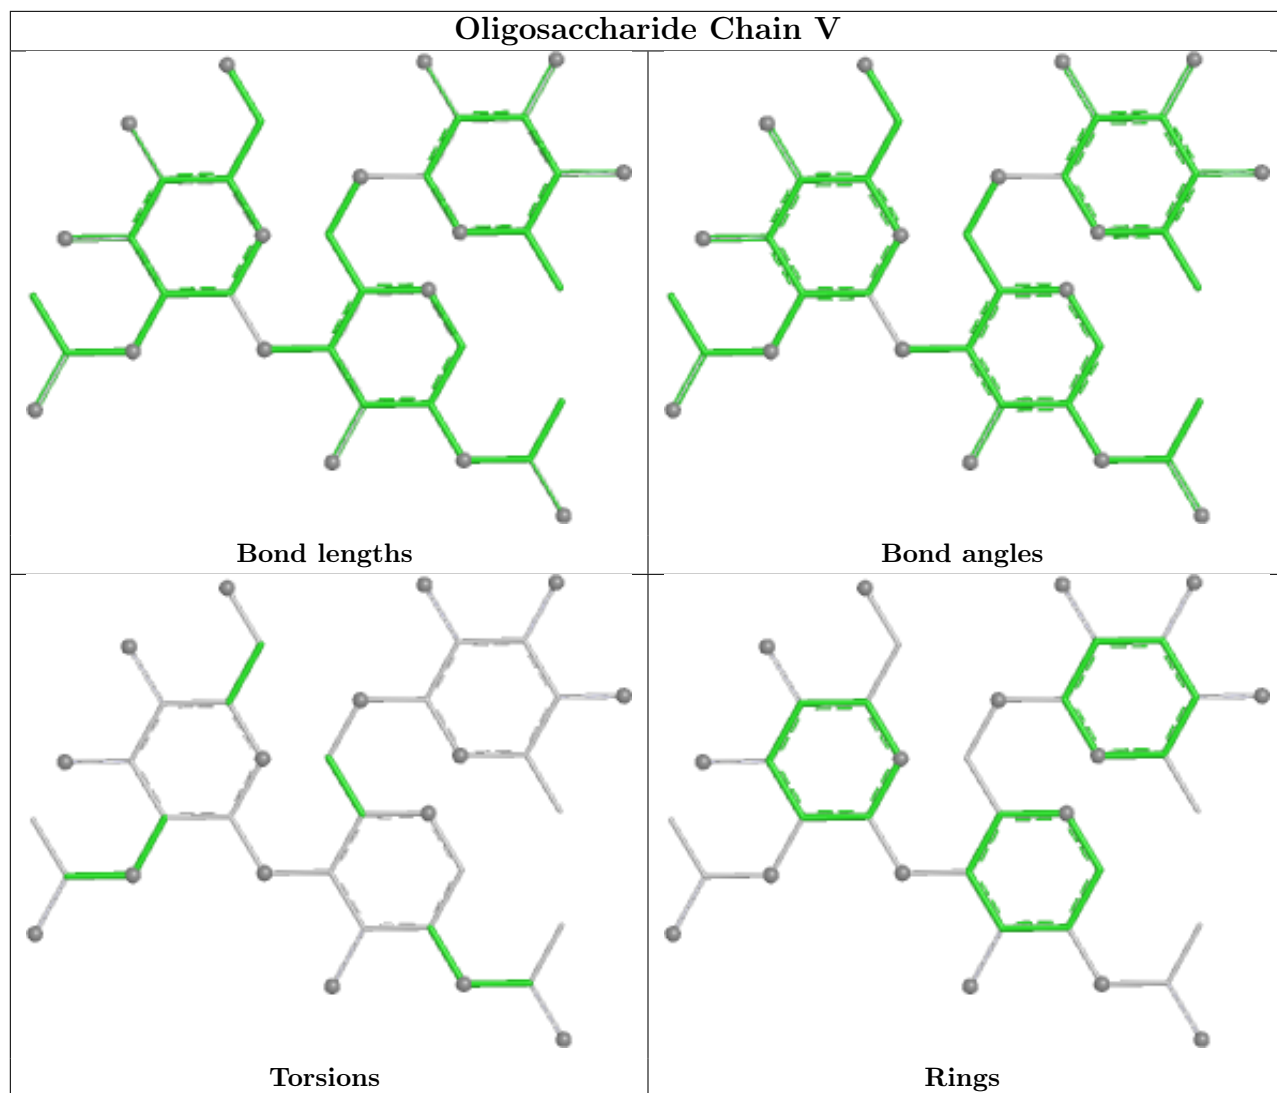 Oligosaccharide Chain V
Bond lengths
Bond angles
Torsions
Rings